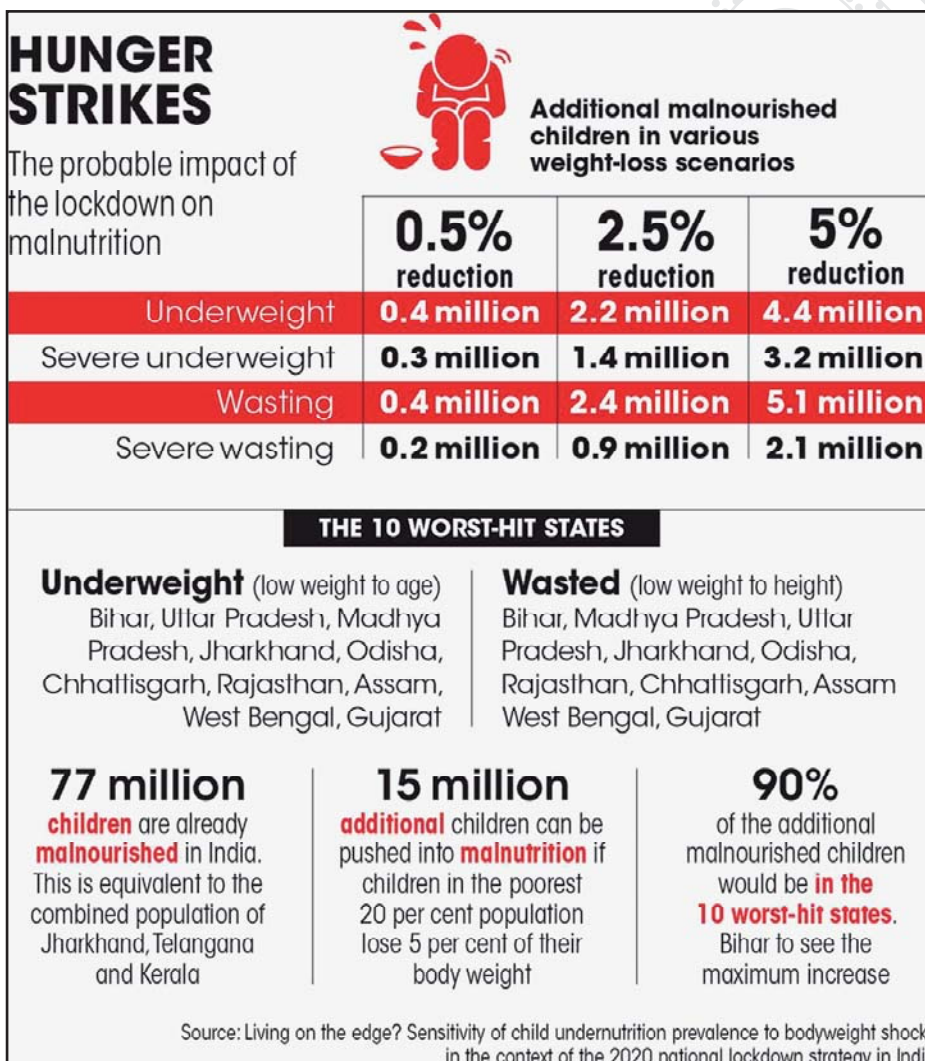 HUNGER
STRIKES
The probable impact of
the lockdown on
malnutrition
Additional malnourished
children in various
weight-loss scenarios
0.5% 2.5% 5%
reduction reduction reduction
Underweight 0.4 million 2.2 million 4.4 million
Severe underweight 0.3 million 1.4 million 3.2 million
Wasting 0.4 million 2.4 million 5.1 million
Severe wasting 0.2 million 0.9 million 2.1 million
THE 10 WORST-HIT STATES
Underweight (low weight to age)
Bihar, Uttar Pradesh, Madhya
Pradesh, Jharkhand, Odisha,
Chhattisgarh, Rajasthan, Assam,
West Bengal, Gujarat
Wasted (low weight to height)
Bihar, Madhya Pradesh, Uttar
Pradesh, Jharkhand, Odisha,
Rajasthan, Chhattisgarh, Assam
West Bengal, Gujarat
77 million
children are already
malnourished in India.
This is equivalent to the
combined population of
Jharkhand, Telangana
and Kerala
15 million
additional children can be
pushed into malnutrition if
children in the poorest
20 per cent population
lose 5 per cent of their
body weight
90%
of the additional
malnourished children
would be in the
10 worst-hit states.
Bihar to see the
maximum increase
Source: Living on the edge? Sensitivity of child undernutrition prevalence to bodyweight shock
in the context of the 2020 national lockdown strategy in Indi